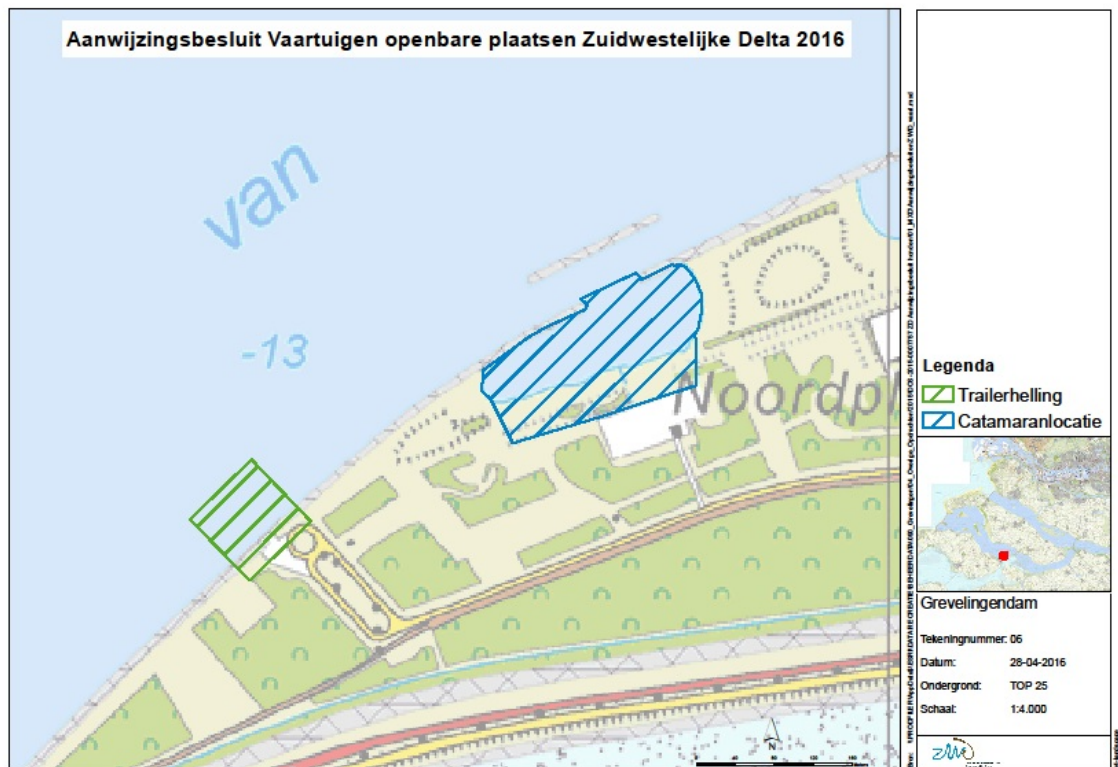 Aanwijzingsbesluit Vaartuigen openbare plaatsen Zuidwestelijke Delta 2016
van
-13
Noordpl
Legenda
Trailerhelling
Catamaranlocatie
Grevelingendam
Tekeningnummer: 06
Datum: 28-04-2016
Ondergrond: TOP 25
Schaal: 1:4.000
N